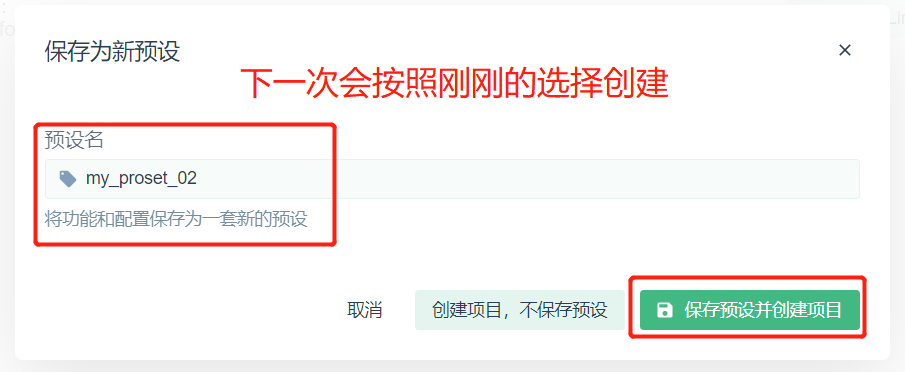 保存为新预设
下一次会按照刚刚的选择创建
预设名
my_proset_02
将功能和配置保存为一套新的预设
取消
创建项目，不保存预设
保存预设并创建项目